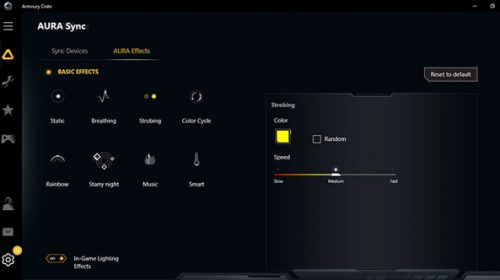 Armoury Crate
AURA Sync
Sync Devices
AURA Effects
BASIC EFFECTS
Reset to default
Static
Breathing
Strobing
Color Cycle
Rainbow
Starry night
Music
Smart
Strobing
Color
Random
Speed
Slow
Medium
Fast
ON
In-Game Lighting
Effects